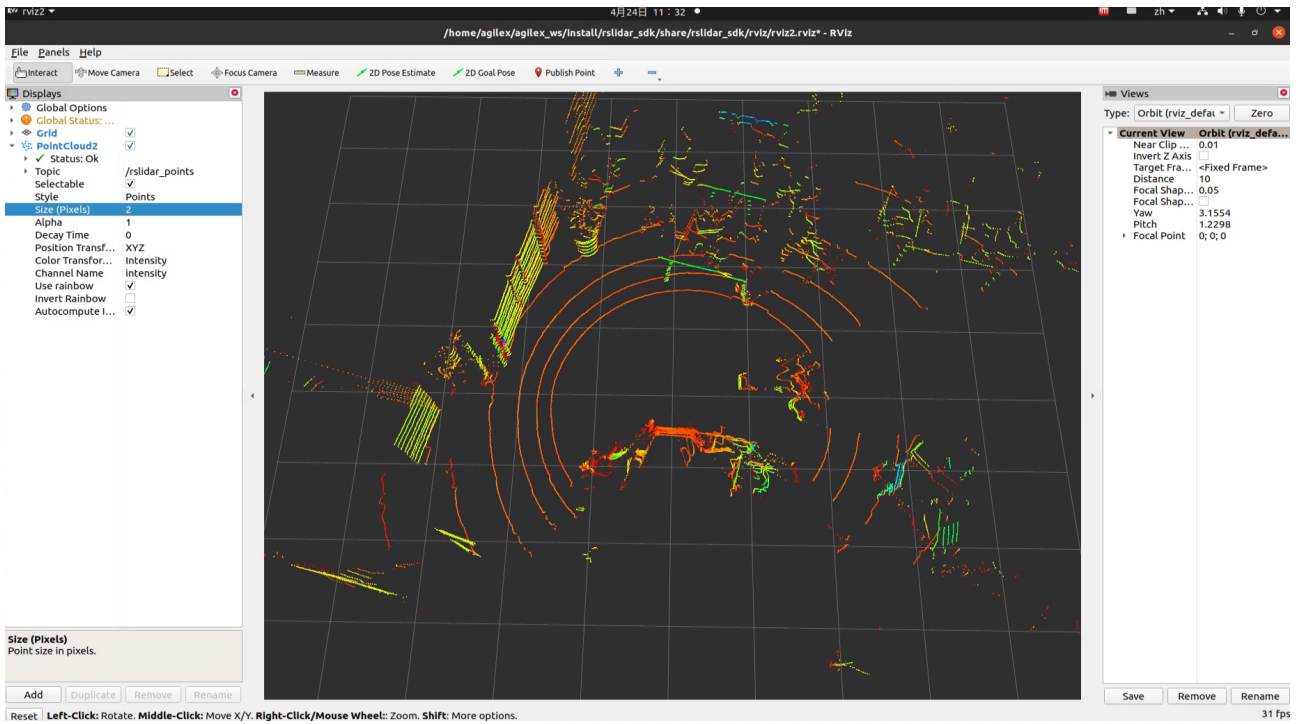 rviz2
4月24日 11：32
zh
/home/agilex/agilex_ws/install/rslidar_sdk/share/rslidar_sdk/rviz/rviz2.rviz* - RViz
File Panels Help
Interact Move Camera Select Focus Camera Measure 2D Pose Estimate 2D Goal Pose Publish Point
Displays
Global Options
Global Status: ...
Grid
PointCloud2
Status: Ok
Topic /rslidar_points
Selectable
Style Points
Size (Pixels) 2
Alpha 1
Decay Time 0
Position Transf... XYZ
Color Transfor... Intensity
Channel Name intensity
Use rainbow
Invert Rainbow
Autocompute I...
Size (Pixels)
Point size in pixels.
Add Duplicate Remove Rename
Views
Type: Orbit (rviz_defau Zero
Current View Orbit (rviz_defa...
Near Clip ... 0.01
Invert Z Axis
Target Fra... <Fixed Frame>
Distance 10
Focal Shap... 0.05
Focal Shap...
Yaw 3.1554
Pitch 1.2298
Focal Point 0; 0; 0
Save Remove Rename
Reset Left-Click: Rotate. Middle-Click: Move X/Y. Right-Click/Mouse Wheel:: Zoom. Shift: More options.
31 fps